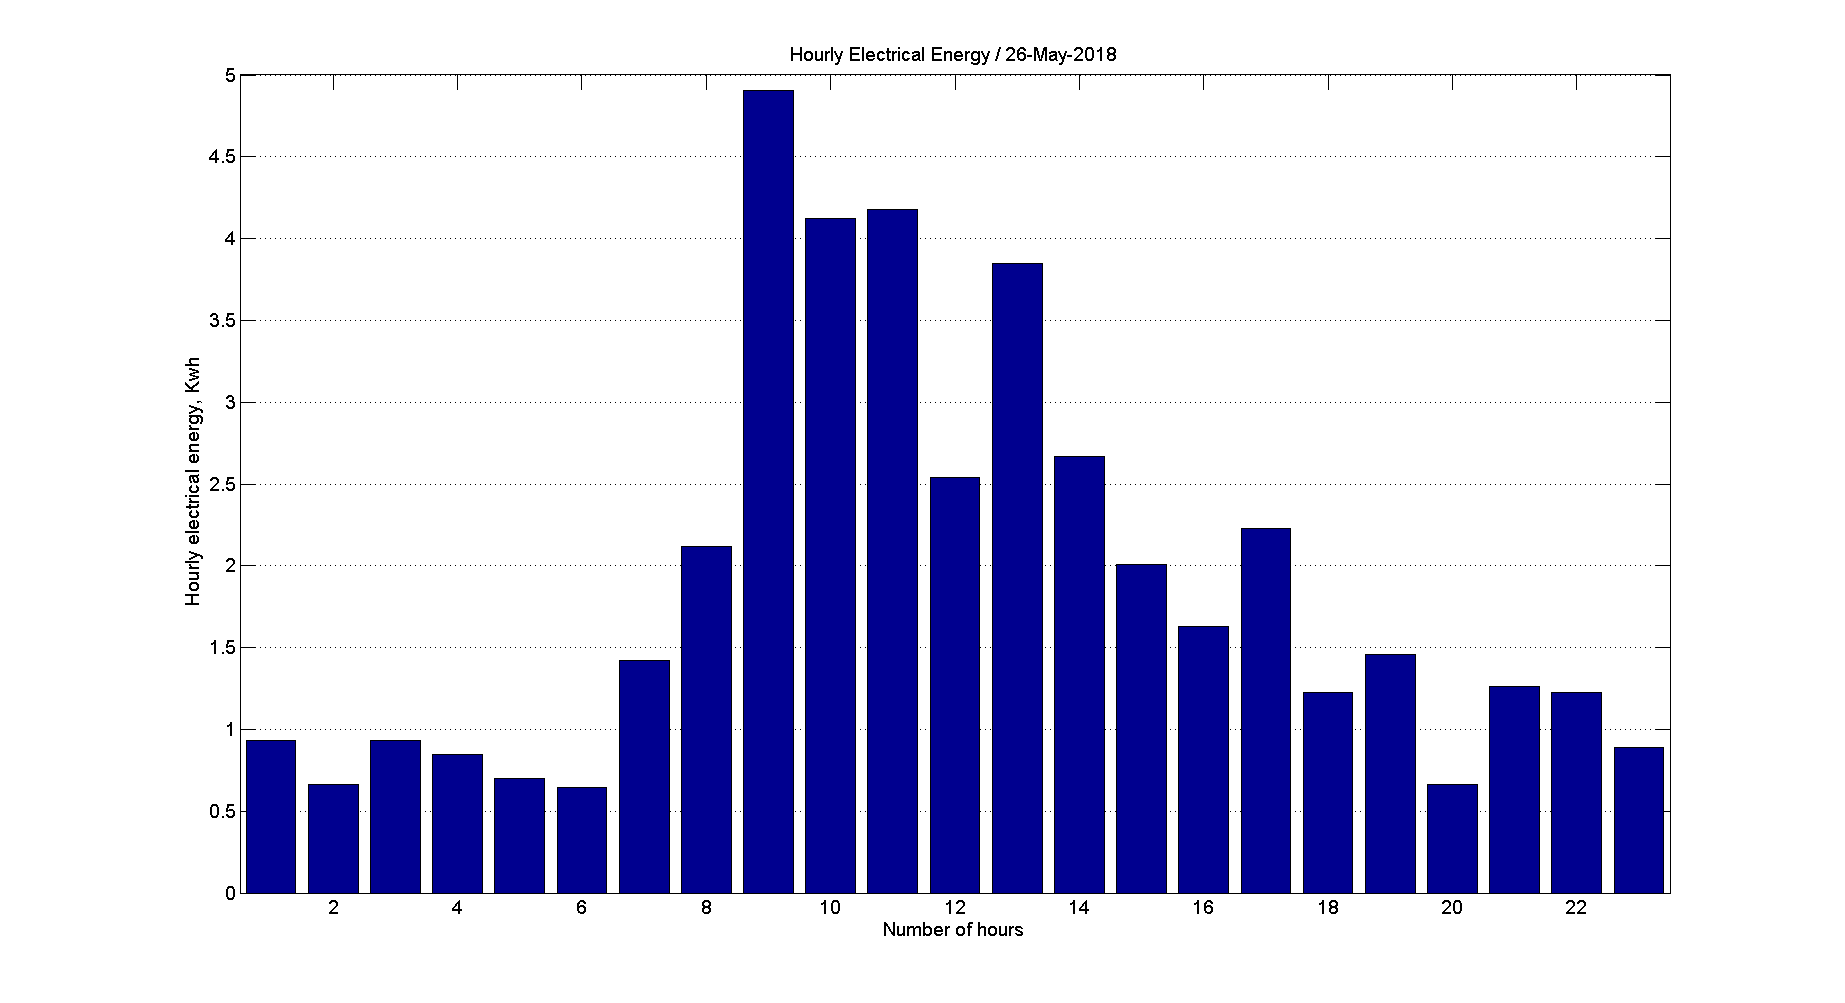 Hourly Electrical Energy / 26-May-2018
5
4.5
4
3.5
3
2.5
2
1.5
1
0.5
0
Hourly electrical energy, Kwh
2 4 6 8 10 12 14 16 18 20 22
Number of hours